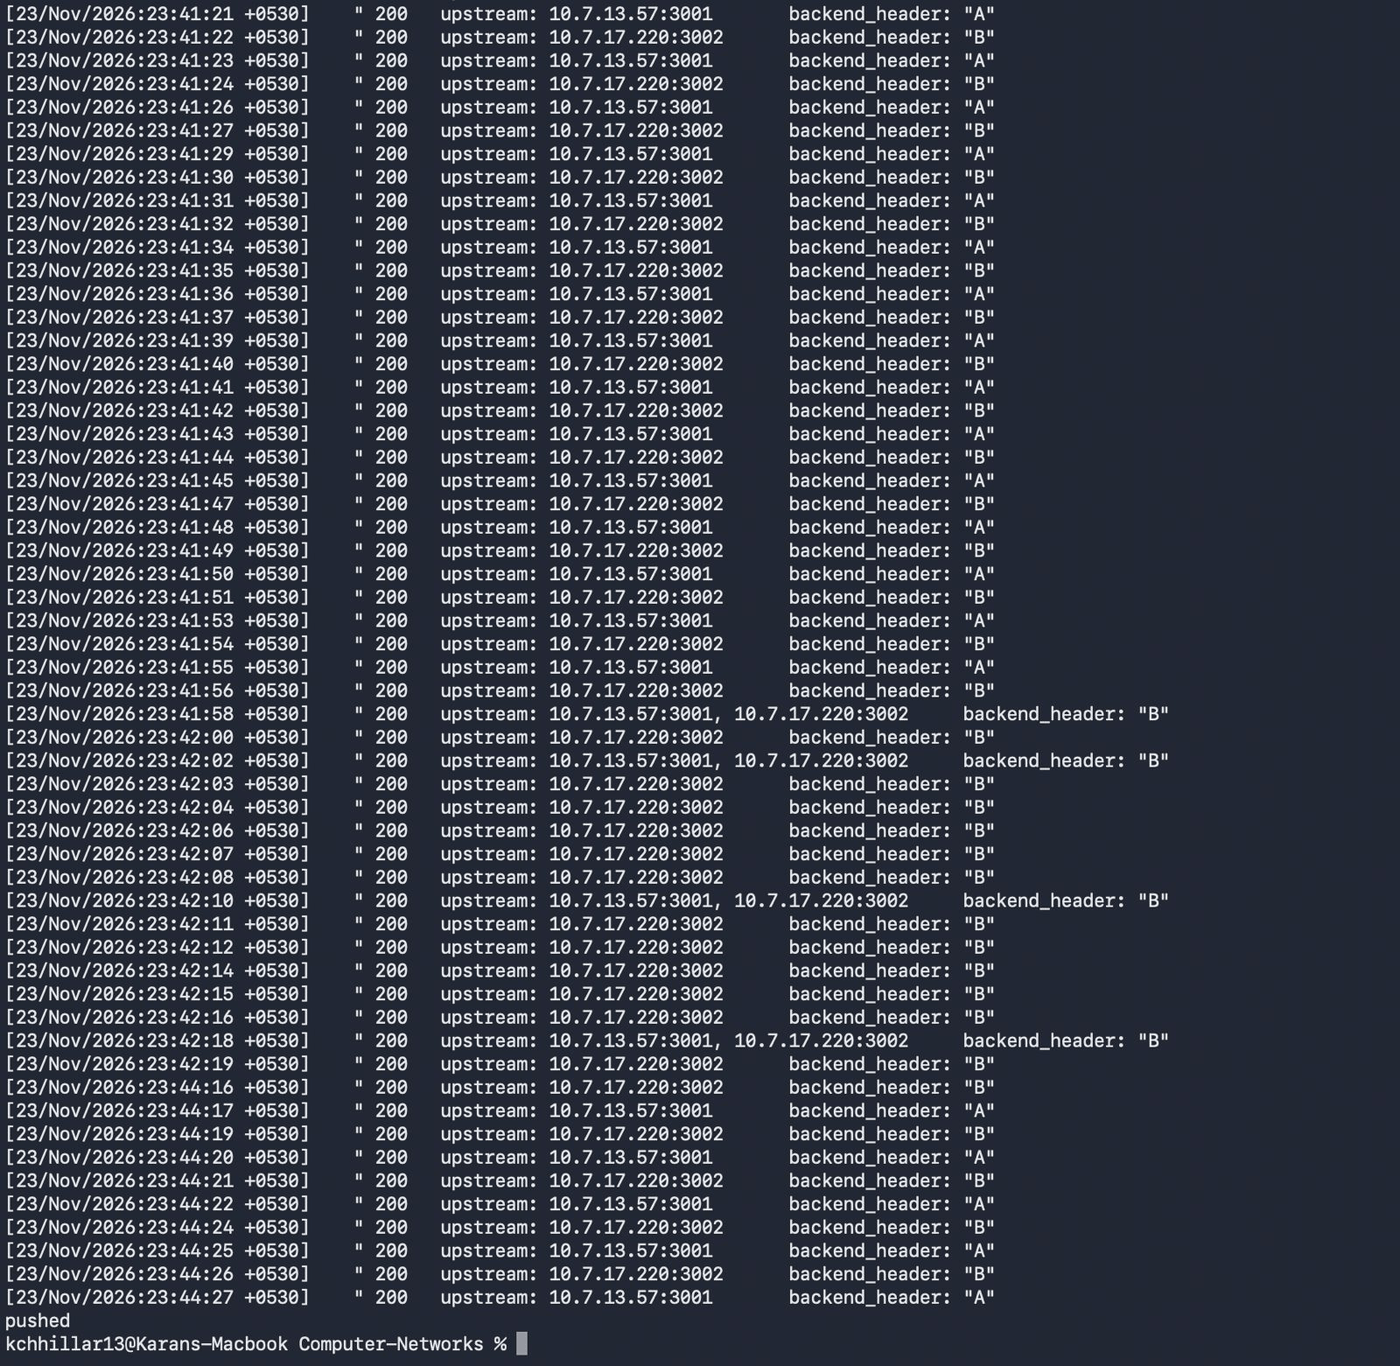 [23/Nov/2026:23:41:21 +0530] " 200 upstream: 10.7.13.57:3001 backend_header: "A"
[23/Nov/2026:23:41:22 +0530] " 200 upstream: 10.7.17.220:3002 backend_header: "B"
[23/Nov/2026:23:41:23 +0530] " 200 upstream: 10.7.13.57:3001 backend_header: "A"
[23/Nov/2026:23:41:24 +0530] " 200 upstream: 10.7.17.220:3002 backend_header: "B"
[23/Nov/2026:23:41:26 +0530] " 200 upstream: 10.7.13.57:3001 backend_header: "A"
[23/Nov/2026:23:41:27 +0530] " 200 upstream: 10.7.17.220:3002 backend_header: "B"
[23/Nov/2026:23:41:29 +0530] " 200 upstream: 10.7.13.57:3001 backend_header: "A"
[23/Nov/2026:23:41:30 +0530] " 200 upstream: 10.7.17.220:3002 backend_header: "B"
[23/Nov/2026:23:41:31 +0530] " 200 upstream: 10.7.13.57:3001 backend_header: "A"
[23/Nov/2026:23:41:32 +0530] " 200 upstream: 10.7.17.220:3002 backend_header: "B"
[23/Nov/2026:23:41:34 +0530] " 200 upstream: 10.7.13.57:3001 backend_header: "A"
[23/Nov/2026:23:41:35 +0530] " 200 upstream: 10.7.17.220:3002 backend_header: "B"
[23/Nov/2026:23:41:36 +0530] " 200 upstream: 10.7.13.57:3001 backend_header: "A"
[23/Nov/2026:23:41:37 +0530] " 200 upstream: 10.7.17.220:3002 backend_header: "B"
[23/Nov/2026:23:41:39 +0530] " 200 upstream: 10.7.13.57:3001 backend_header: "A"
[23/Nov/2026:23:41:40 +0530] " 200 upstream: 10.7.17.220:3002 backend_header: "B"
[23/Nov/2026:23:41:41 +0530] " 200 upstream: 10.7.13.57:3001 backend_header: "A"
[23/Nov/2026:23:41:42 +0530] " 200 upstream: 10.7.17.220:3002 backend_header: "B"
[23/Nov/2026:23:41:43 +0530] " 200 upstream: 10.7.13.57:3001 backend_header: "A"
[23/Nov/2026:23:41:44 +0530] " 200 upstream: 10.7.17.220:3002 backend_header: "B"
[23/Nov/2026:23:41:45 +0530] " 200 upstream: 10.7.13.57:3001 backend_header: "A"
[23/Nov/2026:23:41:47 +0530] " 200 upstream: 10.7.17.220:3002 backend_header: "B"
[23/Nov/2026:23:41:48 +0530] " 200 upstream: 10.7.13.57:3001 backend_header: "A"
[23/Nov/2026:23:41:49 +0530] " 200 upstream: 10.7.17.220:3002 backend_header: "B"
[23/Nov/2026:23:41:50 +0530] " 200 upstream: 10.7.13.57:3001 backend_header: "A"
[23/Nov/2026:23:41:51 +0530] " 200 upstream: 10.7.17.220:3002 backend_header: "B"
[23/Nov/2026:23:41:53 +0530] " 200 upstream: 10.7.13.57:3001 backend_header: "A"
[23/Nov/2026:23:41:54 +0530] " 200 upstream: 10.7.17.220:3002 backend_header: "B"
[23/Nov/2026:23:41:55 +0530] " 200 upstream: 10.7.13.57:3001 backend_header: "A"
[23/Nov/2026:23:41:56 +0530] " 200 upstream: 10.7.17.220:3002 backend_header: "B"
[23/Nov/2026:23:41:58 +0530] " 200 upstream: 10.7.13.57:3001, 10.7.17.220:3002 backend_header: "B"
[23/Nov/2026:23:42:00 +0530] " 200 upstream: 10.7.17.220:3002 backend_header: "B"
[23/Nov/2026:23:42:02 +0530] " 200 upstream: 10.7.13.57:3001, 10.7.17.220:3002 backend_header: "B"
[23/Nov/2026:23:42:03 +0530] " 200 upstream: 10.7.17.220:3002 backend_header: "B"
[23/Nov/2026:23:42:04 +0530] " 200 upstream: 10.7.17.220:3002 backend_header: "B"
[23/Nov/2026:23:42:06 +0530] " 200 upstream: 10.7.17.220:3002 backend_header: "B"
[23/Nov/2026:23:42:07 +0530] " 200 upstream: 10.7.17.220:3002 backend_header: "B"
[23/Nov/2026:23:42:08 +0530] " 200 upstream: 10.7.17.220:3002 backend_header: "B"
[23/Nov/2026:23:42:10 +0530] " 200 upstream: 10.7.13.57:3001, 10.7.17.220:3002 backend_header: "B"
[23/Nov/2026:23:42:11 +0530] " 200 upstream: 10.7.17.220:3002 backend_header: "B"
[23/Nov/2026:23:42:12 +0530] " 200 upstream: 10.7.17.220:3002 backend_header: "B"
[23/Nov/2026:23:42:14 +0530] " 200 upstream: 10.7.17.220:3002 backend_header: "B"
[23/Nov/2026:23:42:15 +0530] " 200 upstream: 10.7.17.220:3002 backend_header: "B"
[23/Nov/2026:23:42:16 +0530] " 200 upstream: 10.7.17.220:3002 backend_header: "B"
[23/Nov/2026:23:42:18 +0530] " 200 upstream: 10.7.13.57:3001, 10.7.17.220:3002 backend_header: "B"
[23/Nov/2026:23:42:19 +0530] " 200 upstream: 10.7.17.220:3002 backend_header: "B"
[23/Nov/2026:23:44:16 +0530] " 200 upstream: 10.7.17.220:3002 backend_header: "B"
[23/Nov/2026:23:44:17 +0530] " 200 upstream: 10.7.13.57:3001 backend_header: "A"
[23/Nov/2026:23:44:19 +0530] " 200 upstream: 10.7.17.220:3002 backend_header: "B"
[23/Nov/2026:23:44:20 +0530] " 200 upstream: 10.7.13.57:3001 backend_header: "A"
[23/Nov/2026:23:44:21 +0530] " 200 upstream: 10.7.17.220:3002 backend_header: "B"
[23/Nov/2026:23:44:22 +0530] " 200 upstream: 10.7.13.57:3001 backend_header: "A"
[23/Nov/2026:23:44:24 +0530] " 200 upstream: 10.7.17.220:3002 backend_header: "B"
[23/Nov/2026:23:44:25 +0530] " 200 upstream: 10.7.13.57:3001 backend_header: "A"
[23/Nov/2026:23:44:26 +0530] " 200 upstream: 10.7.17.220:3002 backend_header: "B"
[23/Nov/2026:23:44:27 +0530] " 200 upstream: 10.7.13.57:3001 backend_header: "A"
pushed
kchhillar13@Karans-Macbook Computer-Networks %